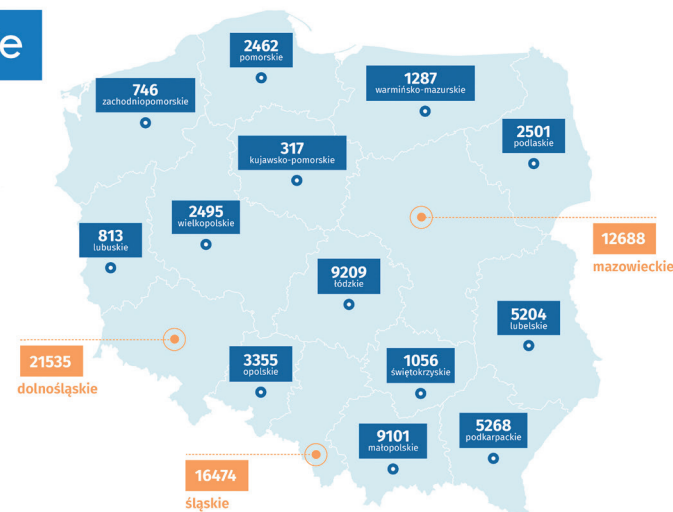 e
2462
pomorskie
746
zachodniopomorskie
1287
warmińsko-mazurskie
2501
podlaskie
317
kujawsko-pomorskie
2495
wielkopolskie
813
lubuskie
12688
mazowieckie
9209
łódzkie
5204
lubelskie
21535
dolnośląskie
3355
opolskie
1056
świętokrzyskie
9101
małopolskie
5268
podkarpackie
16474
śląskie